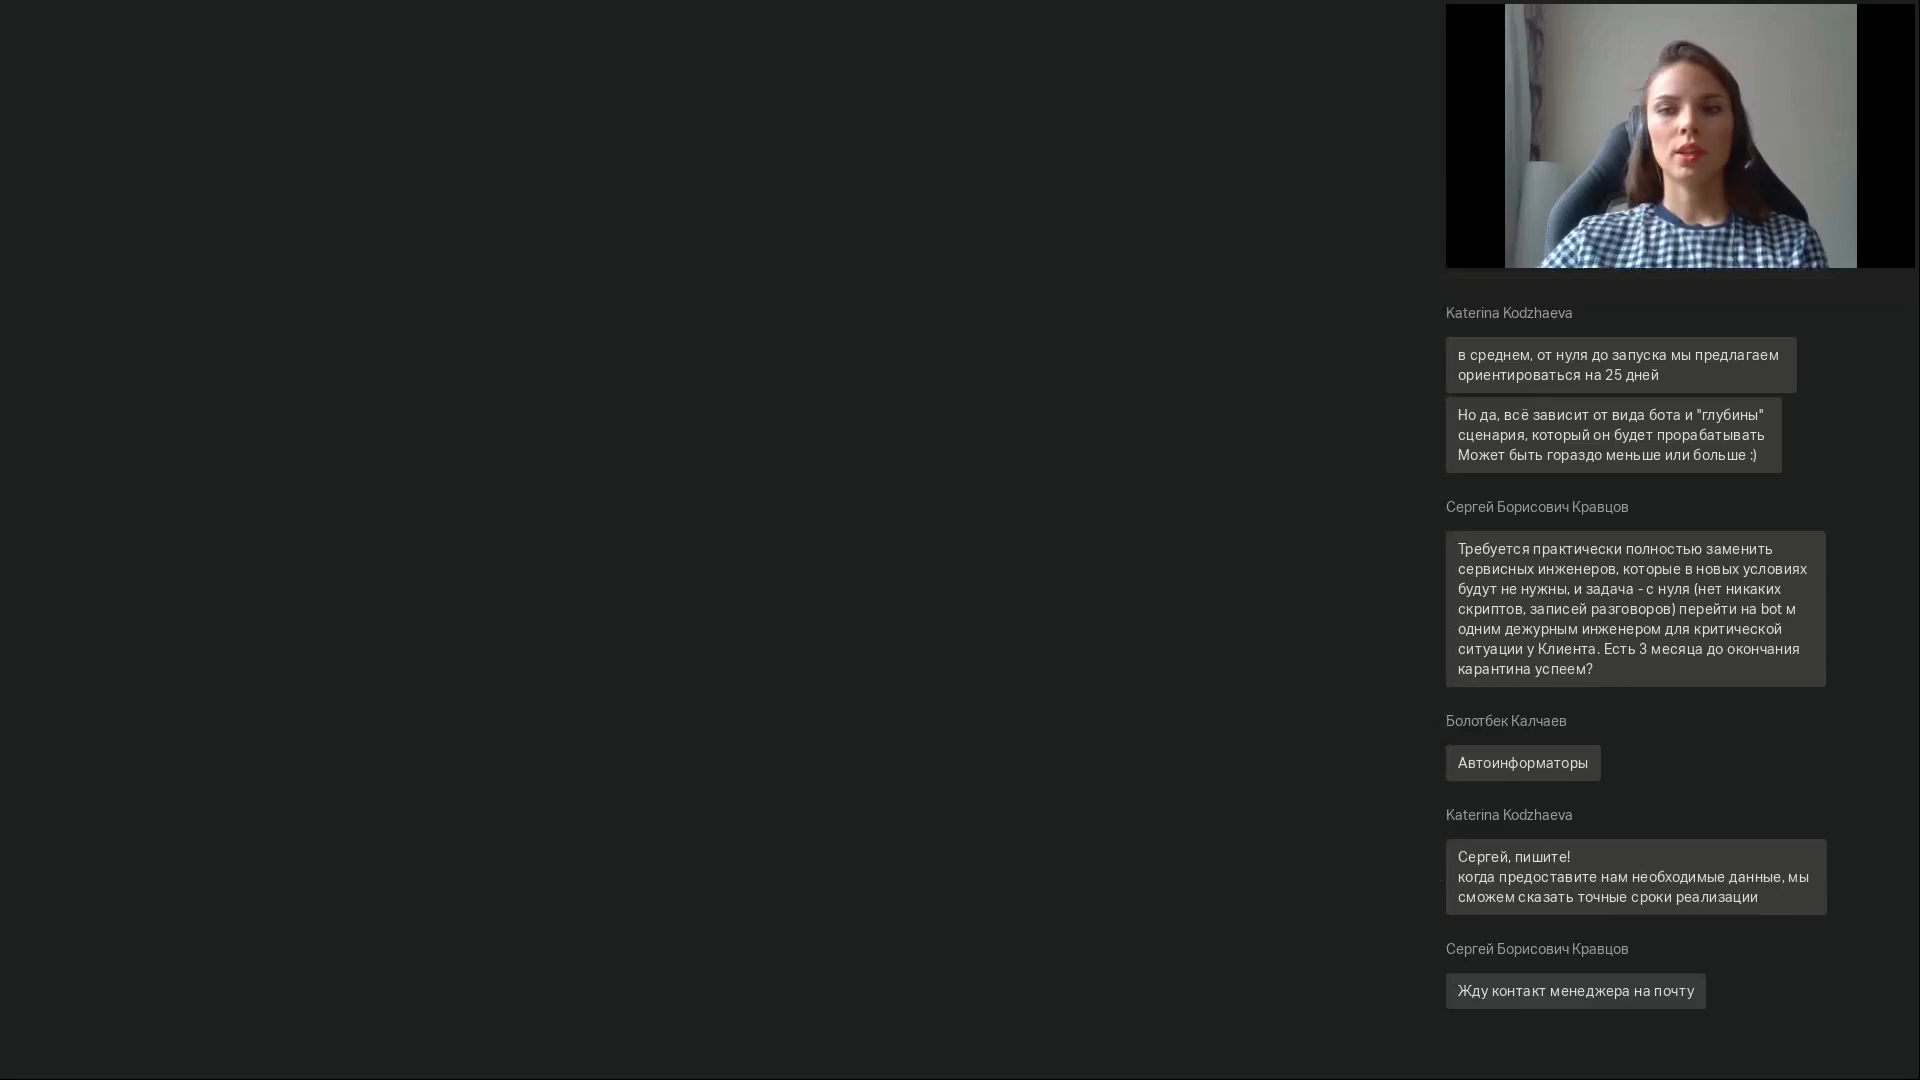 Katerina Kodzhaeva
в среднем, от нуля до запуска мы предлагаем
ориентироваться на 25 дней
Но да, всё зависит от вида бота и "глубины"
сценария, который он будет прорабатывать
Может быть гораздо меньше или больше :)
Сергей Борисович Кравцов
Требуется практически полностью заменить
сервисных инженеров, которые в новых условиях
будут не нужны, и задача - с нуля (нет никаких
скриптов, записей разговоров) перейти на bot м
одним дежурным инженером для критической
ситуации у Клиента. Есть 3 месяца до окончания
карантина успеем?
Болотбек Калчаев
Автоинформаторы
Katerina Kodzhaeva
Сергей, пишите!
когда предоставите нам необходимые данные, мы
сможем сказать точные сроки реализации
Сергей Борисович Кравцов
Жду контакт менеджера на почту